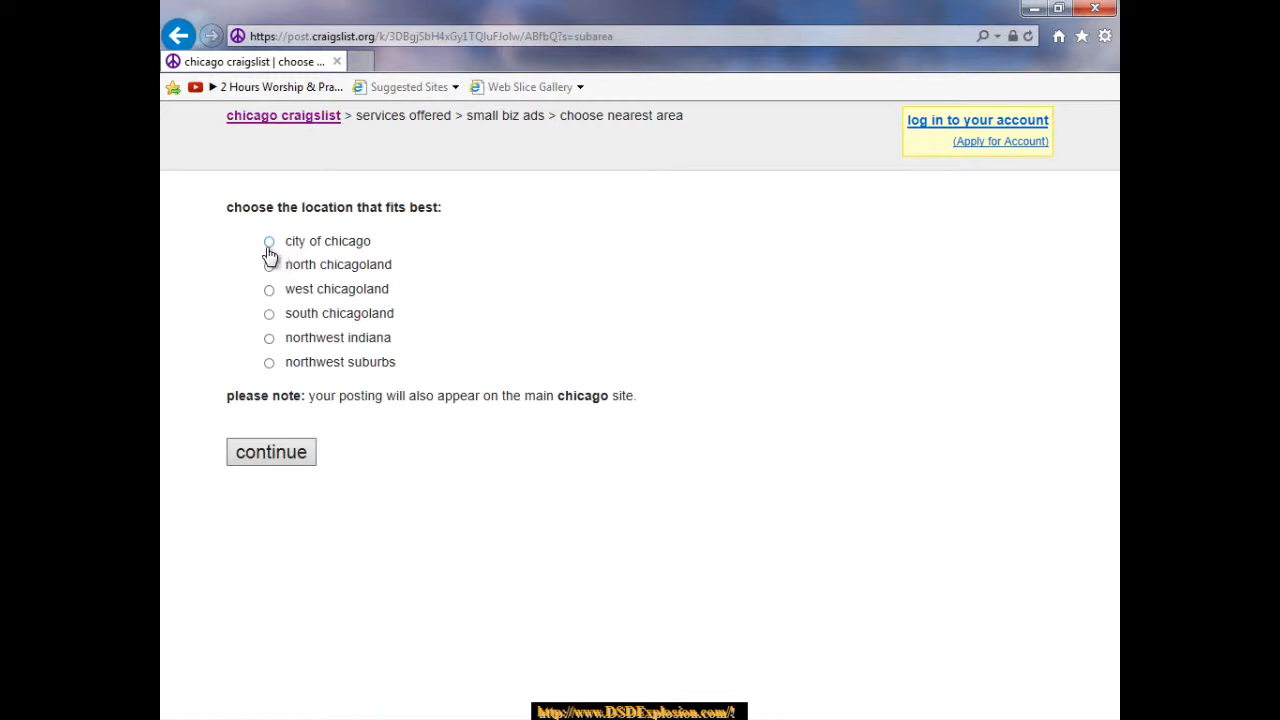 https://post.craigslist.org/k/3DBgjSbH4xGy1TQluFJolw/ABfbQ?s=subarea
chicago craigslist | choose ...
2 Hours Worship & Pra...
Suggested Sites
Web Slice Gallery
chicago craigslist > services offered > small biz ads > choose nearest area
log in to your account
(Apply for Account)
choose the location that fits best:
city of chicago
north chicagoland
west chicagoland
south chicagoland
northwest indiana
northwest suburbs
please note: your posting will also appear on the main chicago site.
continue
http://www.DSDExplosion.com/!